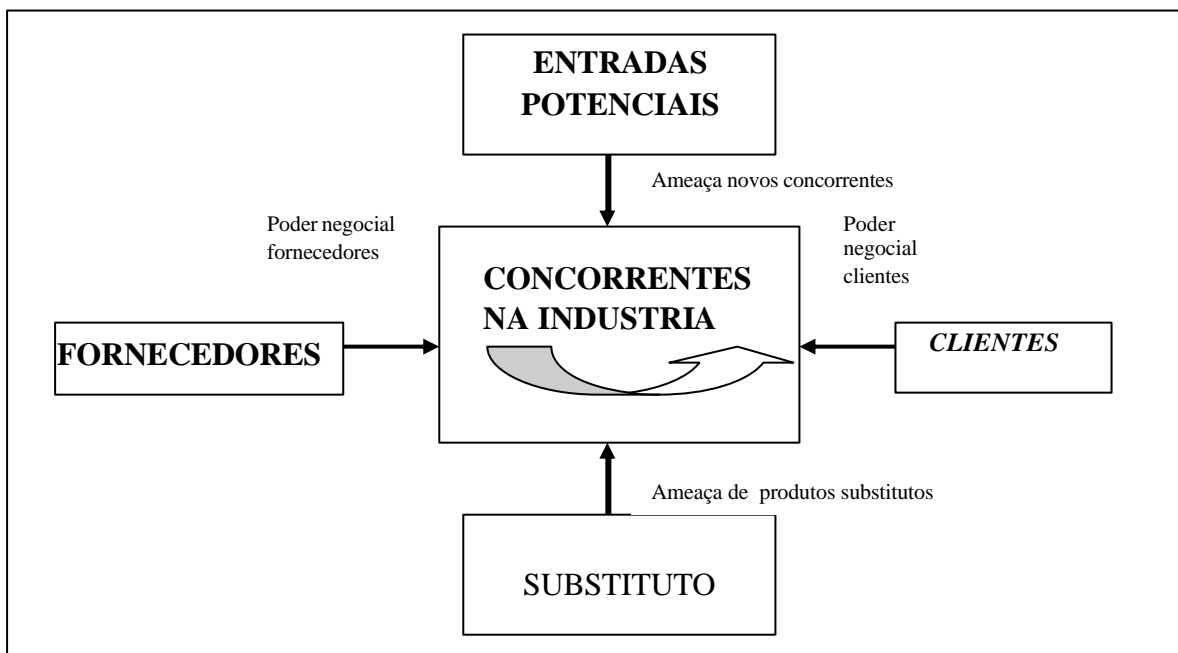 ENTRADAS
POTENCIAIS
Ameaça novos concorrentes
Poder negocial
fornecedores
Poder
negocial
clientes
CONCORRENTES
NA INDUSTRIA
FORNECEDORES
CLIENTES
Ameaça de produtos substitutos
SUBSTITUTO